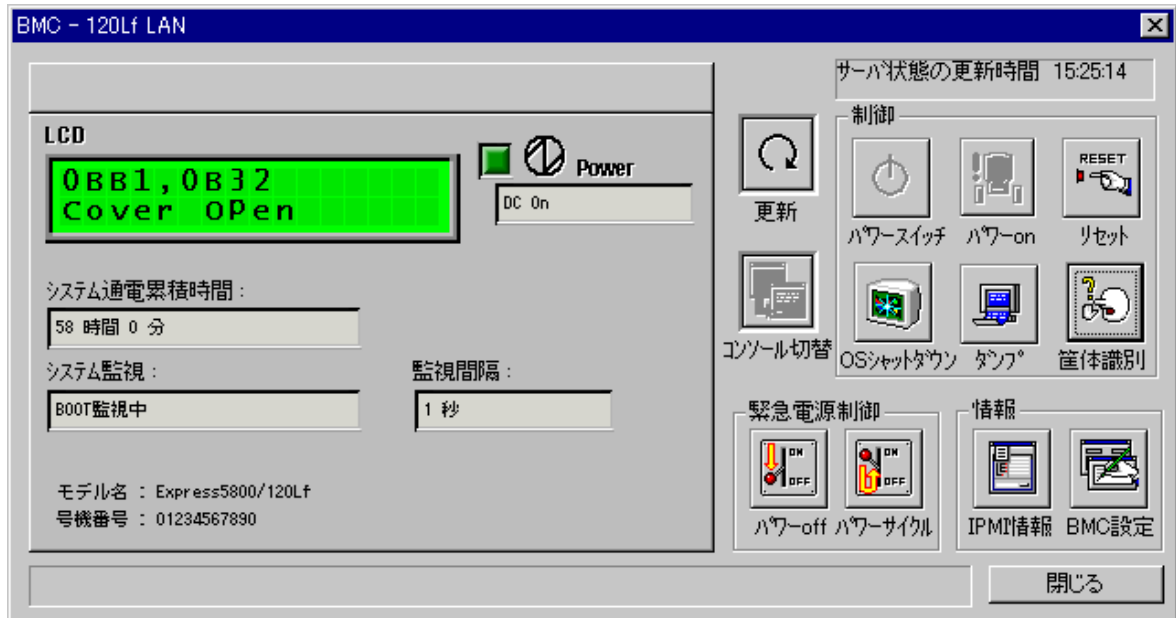 BMC - 120Lf LAN
サーバ状態の更新時間 15:25:14
LCD
0BB1,0B32
Cover OPen
Power
DC On
システム通電累積時間:
58 時間 0 分
システム監視:
BOOT監視中
監視間隔:
1 秒
モデル名 : Express5800/120Lf
号機番号 : 01234567890
更新
コンソール切替
制御
RESET
パワースイッチ
パワーon
リセット
OSシャットダウン
ダンプ
筐体識別
緊急電源制御
ON
OFF
ON
OFF
パワーoff
パワーサイクル
情報
IPMI情報
BMC設定
閉じる